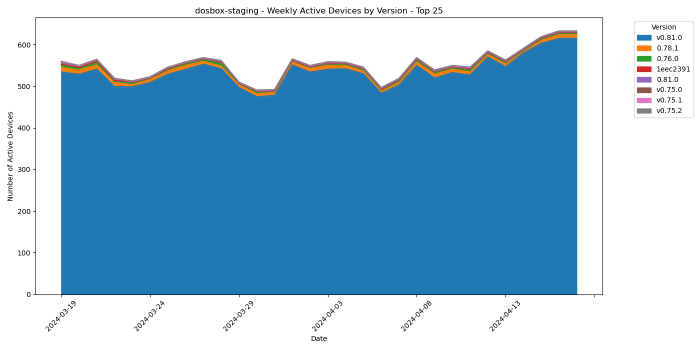 dosbox-staging - Weekly Active Devices by Version - Top 25
Number of Active Devices
600
500
400
300
200
100
0
2024-03-19
2024-03-24
2024-03-29
2024-04-03
2024-04-08
2024-04-13
Date
Version
v0.81.0
0.78.1
0.76.0
1eec2391
0.81.0
v0.75.0
v0.75.1
v0.75.2